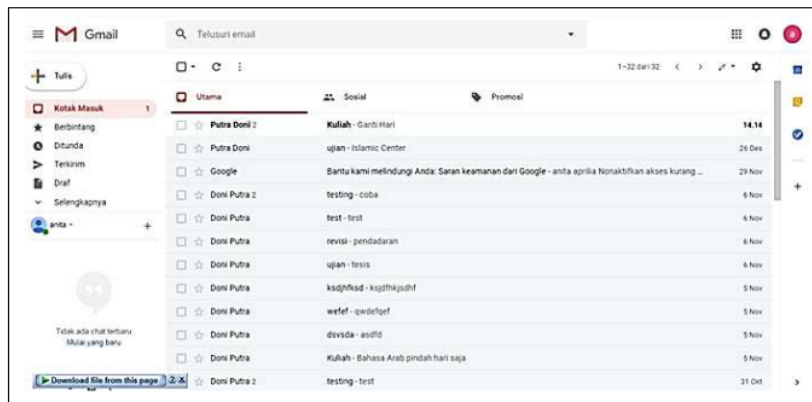 Gmail
Telusuri email
Tulis
1-32 dari 32
Utama
Sosial
Promosi
Kotak Masuk 1
Berbintang
Ditunda
Terkirim
Draf
Selengkapnya
anita
Tidak ada chat terbaru
Mulai yang baru
Putra Doni 2 Kuliah - Ganti Hari 14.14
Putra Doni ujian - Islamic Center 26 Des
Google Bantu kami melindungi Anda: Saran keamanan dari Google - anita aprilia Nonaktifkan akses kurang ... 29 Nov
Doni Putra 2 testing - coba 6 Nov
Doni Putra test - test 6 Nov
Doni Putra revisi - pendadaran 6 Nov
Doni Putra ujian - tesis 6 Nov
Doni Putra ksdjhfksd - ksjdfhkjsdhf 5 Nov
Doni Putra wefef - qwdefqef 5 Nov
Doni Putra dsvsda - asdfd 5 Nov
Doni Putra Kuliah - Bahasa Arab pindah hari saja 5 Nov
Doni Putra 2 testing - test 31 Okt
Download file from this page ? X